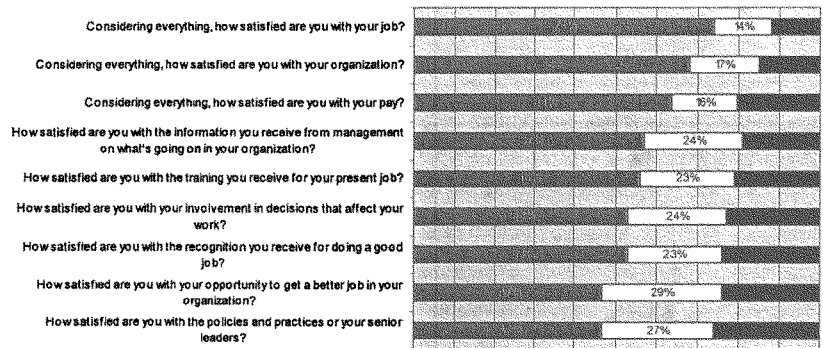 Considering everything, how satisfied are you with your job?
14%
Considering everything, how satisfied are you with your organization?
17%
Considering everything, how satisfied are you with your pay?
16%
How satisfied are you with the information you receive from management
on what's going on in your organization?
24%
How satisfied are you with the training you receive for your present job?
23%
How satisfied are you with your involvement in decisions that affect your
work?
24%
How satisfied are you with the recognition you receive for doing a good
job?
23%
How satisfied are you with your opportunity to get a better job in your
organization?
29%
How satisfied are you with the policies and practices or your senior
leaders?
27%